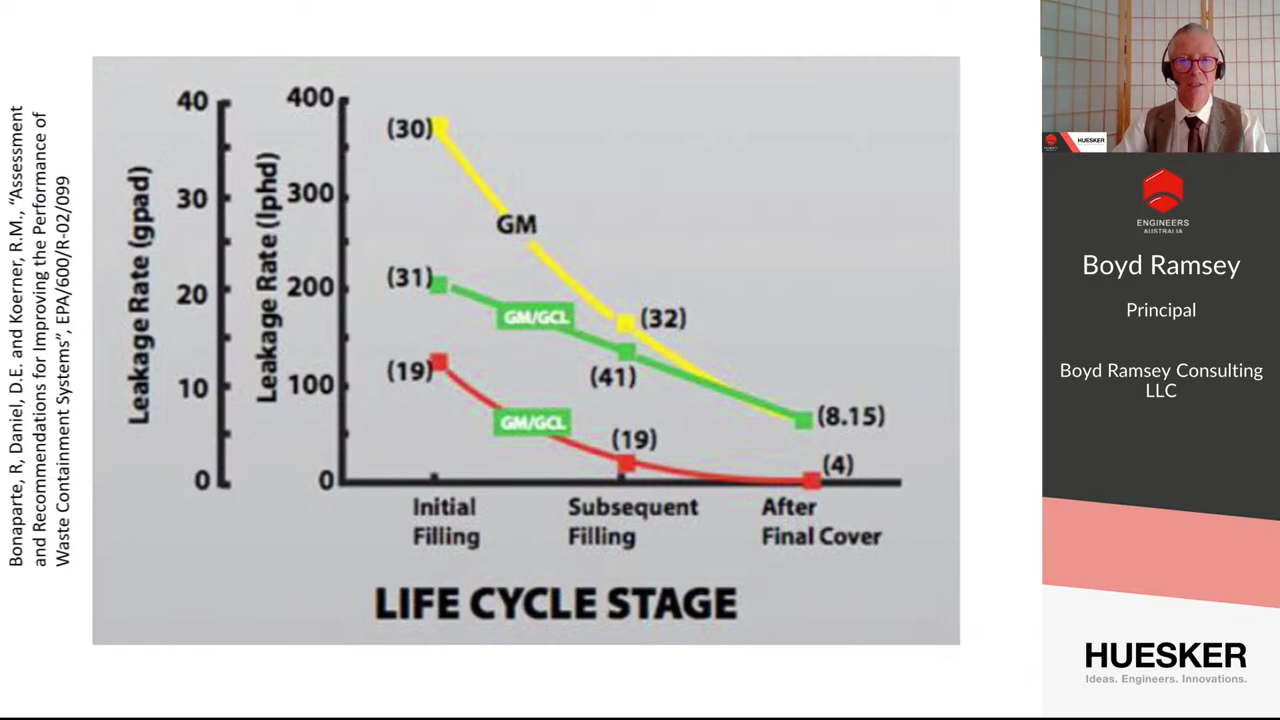 Bonaparte, R, Daniel, D.E. and Koerner, R.M., “Assessment
and Recommendations for Improving the Performance of
Waste Containment Systems”, EPA/600/R-02/099
Leakage Rate (gpad)
40
30
20
10
0
Leakage Rate (lphd)
400
300
200
100
0
(30)
GM
(31)
GM/GCL
(32)
(41)
(19)
GM/GCL
(19)
(8.15)
(4)
Initial
Filling
Subsequent
Filling
After
Final Cover
LIFE CYCLE STAGE
HUESKER
ENGINEERS
AUSTRALIA
Boyd Ramsey
Principal
Boyd Ramsey Consulting
LLC
HUESKER
Ideas. Engineers. Innovations.